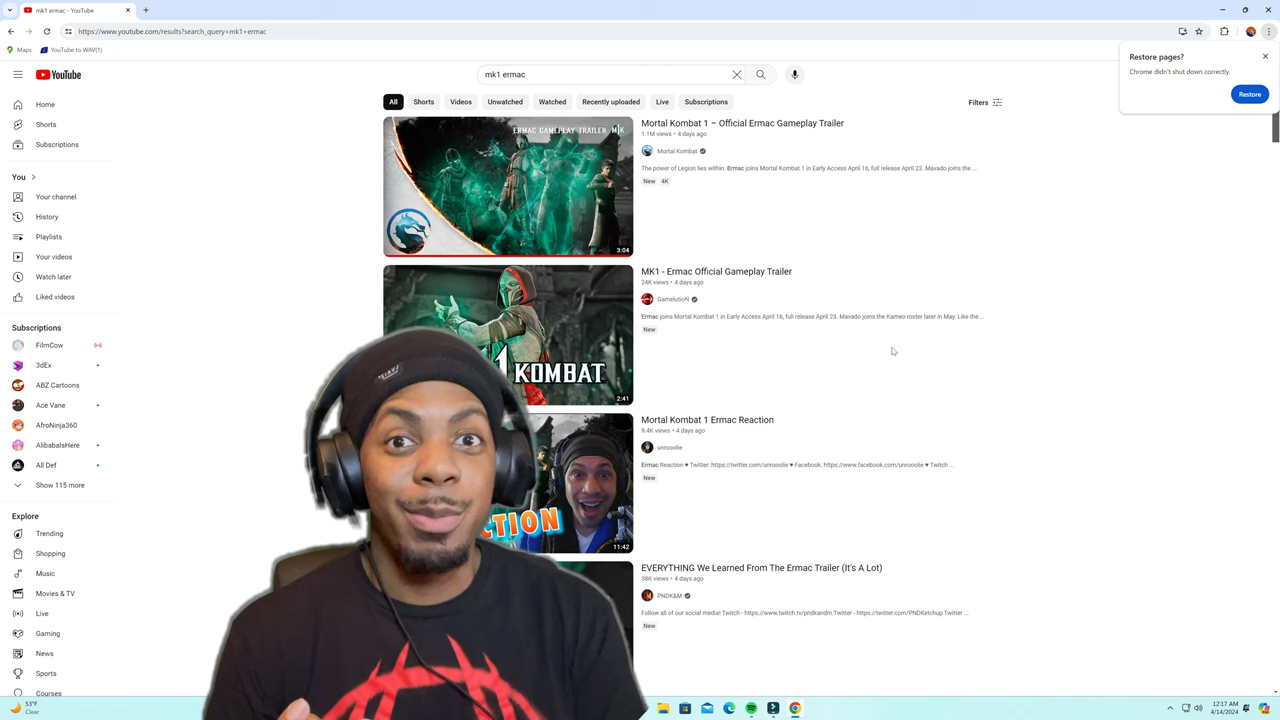 mk1 ermac - YouTube
https://www.youtube.com/results?search_query=mk1+ermac
Maps
YouTube to WAV(1)
Restore pages?
Chrome didn't shut down correctly.
Restore
YouTube
mk1 ermac
Home
Shorts
Subscriptions
You
Your channel
History
Playlists
Your videos
Watch later
Liked videos
Subscriptions
FilmCow
3dEx
ABZ Cartoons
Ace Vane
AfroNinja360
AlibabaIsHere
All Def
Show 115 more
Explore
Trending
Shopping
Music
Movies & TV
Live
Gaming
News
Sports
Courses
All
Shorts
Videos
Unwatched
Watched
Recently uploaded
Live
Subscriptions
Filters
ERMAC GAMEPLAY TRAILER
3:04
Mortal Kombat 1 – Official Ermac Gameplay Trailer
1.1M views • 4 days ago
Mortal Kombat
The power of Legion lies within. Ermac joins Mortal Kombat 1 in Early Access April 16, full release April 23. Mavado joins the ...
New 4K
KOMBAT
2:41
MK1 - Ermac Official Gameplay Trailer
24K views • 4 days ago
GamelutioN
Ermac joins Mortal Kombat 1 in Early Access April 16, full release April 23. Mavado joins the Kameo roster later in May. Like the ...
New
11:42
Mortal Kombat 1 Ermac Reaction
9.4K views • 4 days ago
unrooolie
Ermac Reaction ♥ Twitter: https://twitter.com/unrooolie ♥ Facebook: https://www.facebook.com/unrooolie ♥ Twitch ...
New
EVERYTHING We Learned From The Ermac Trailer (It's A Lot)
38K views • 4 days ago
PNDK&M
Follow all of our social media! Twitch - https://www.twitch.tv/pndkandm Twitter - https://twitter.com/PNDKetchup Twitter ...
New
53°F
Clear
12:17 AM
4/14/2024